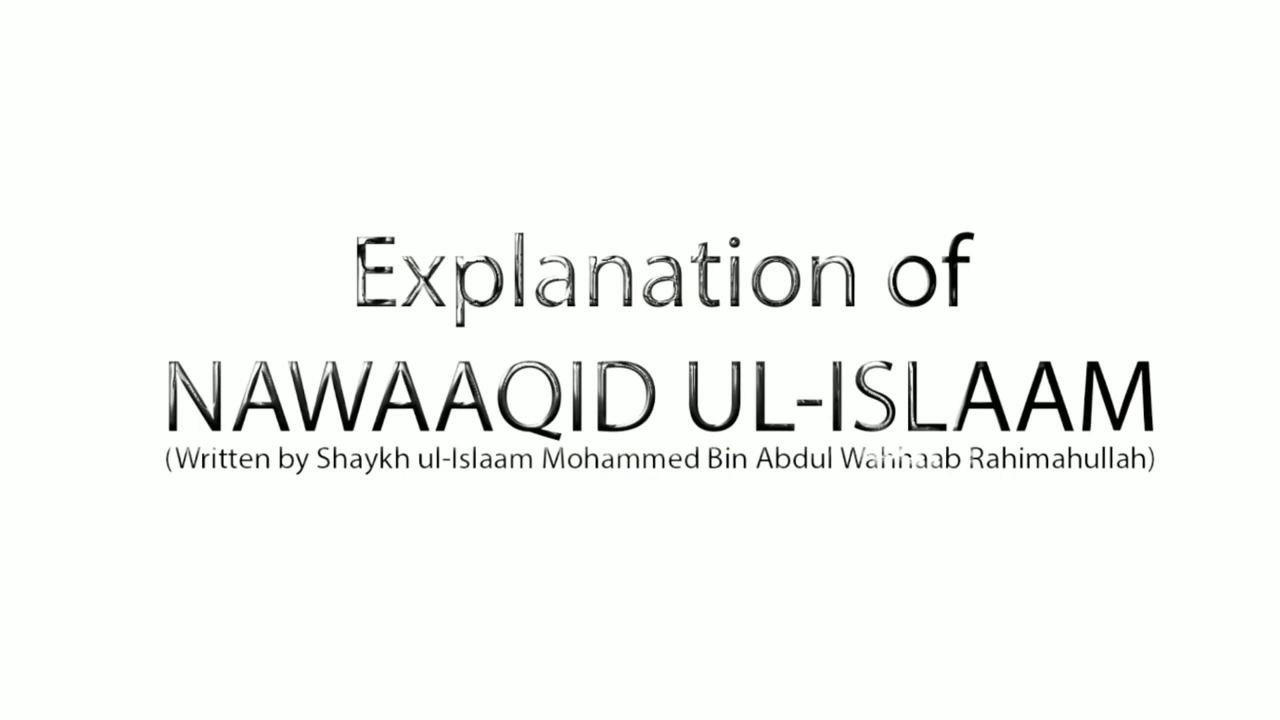 Explanation of
NAWAAQID UL-ISLAAM
(Written by Shaykh ul-Islaam Mohammed Bin Abdul Wahhaab Rahimahullah)